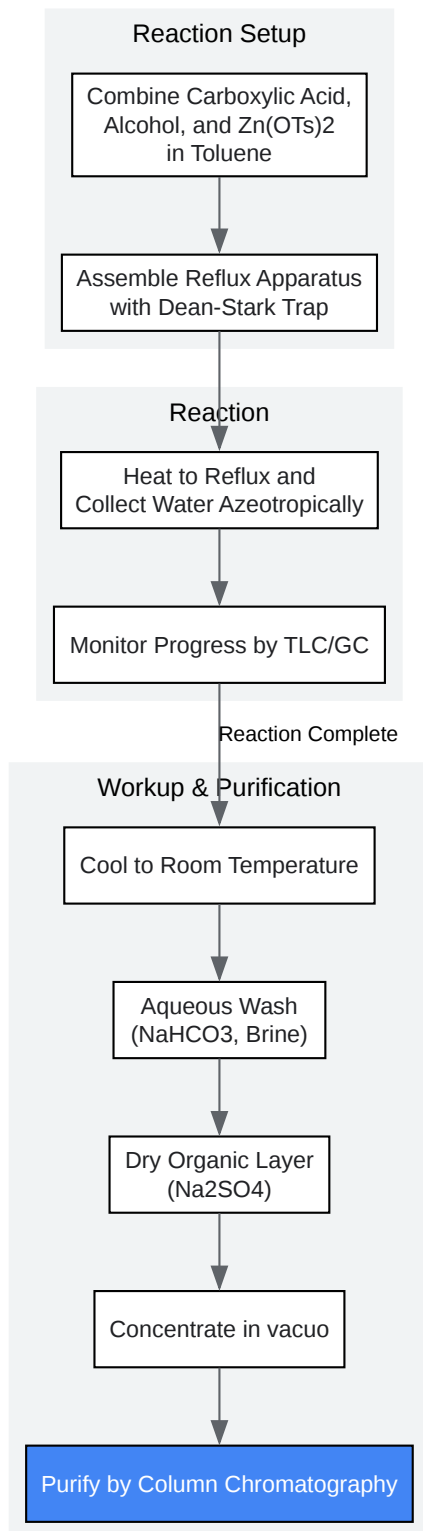 Reaction Setup
Combine Carboxylic Acid,
Alcohol, and Zn(OTs)2
in Toluene
Assemble Reflux Apparatus
with Dean-Stark Trap
Reaction
Heat to Reflux and
Collect Water Azeotropically
Monitor Progress by TLC/GC
Reaction Complete
Workup & Purification
Cool to Room Temperature
Aqueous Wash
(NaHCO3, Brine)
Dry Organic Layer
(Na2SO4)
Concentrate in vacuo
Purify by Column Chromatography